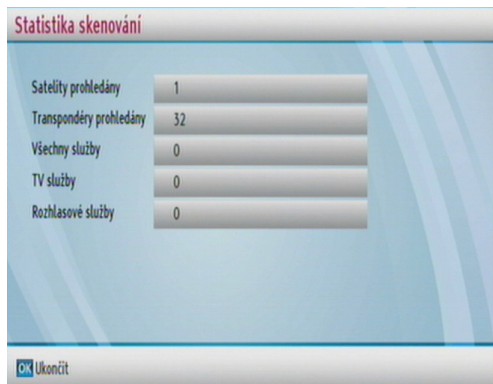 Statistika skenování
Satelity prohledány 1
Transpondéry prohledány 32
Všechny služby 0
TV služby 0
Rozhlasové služby 0
OK Ukončit